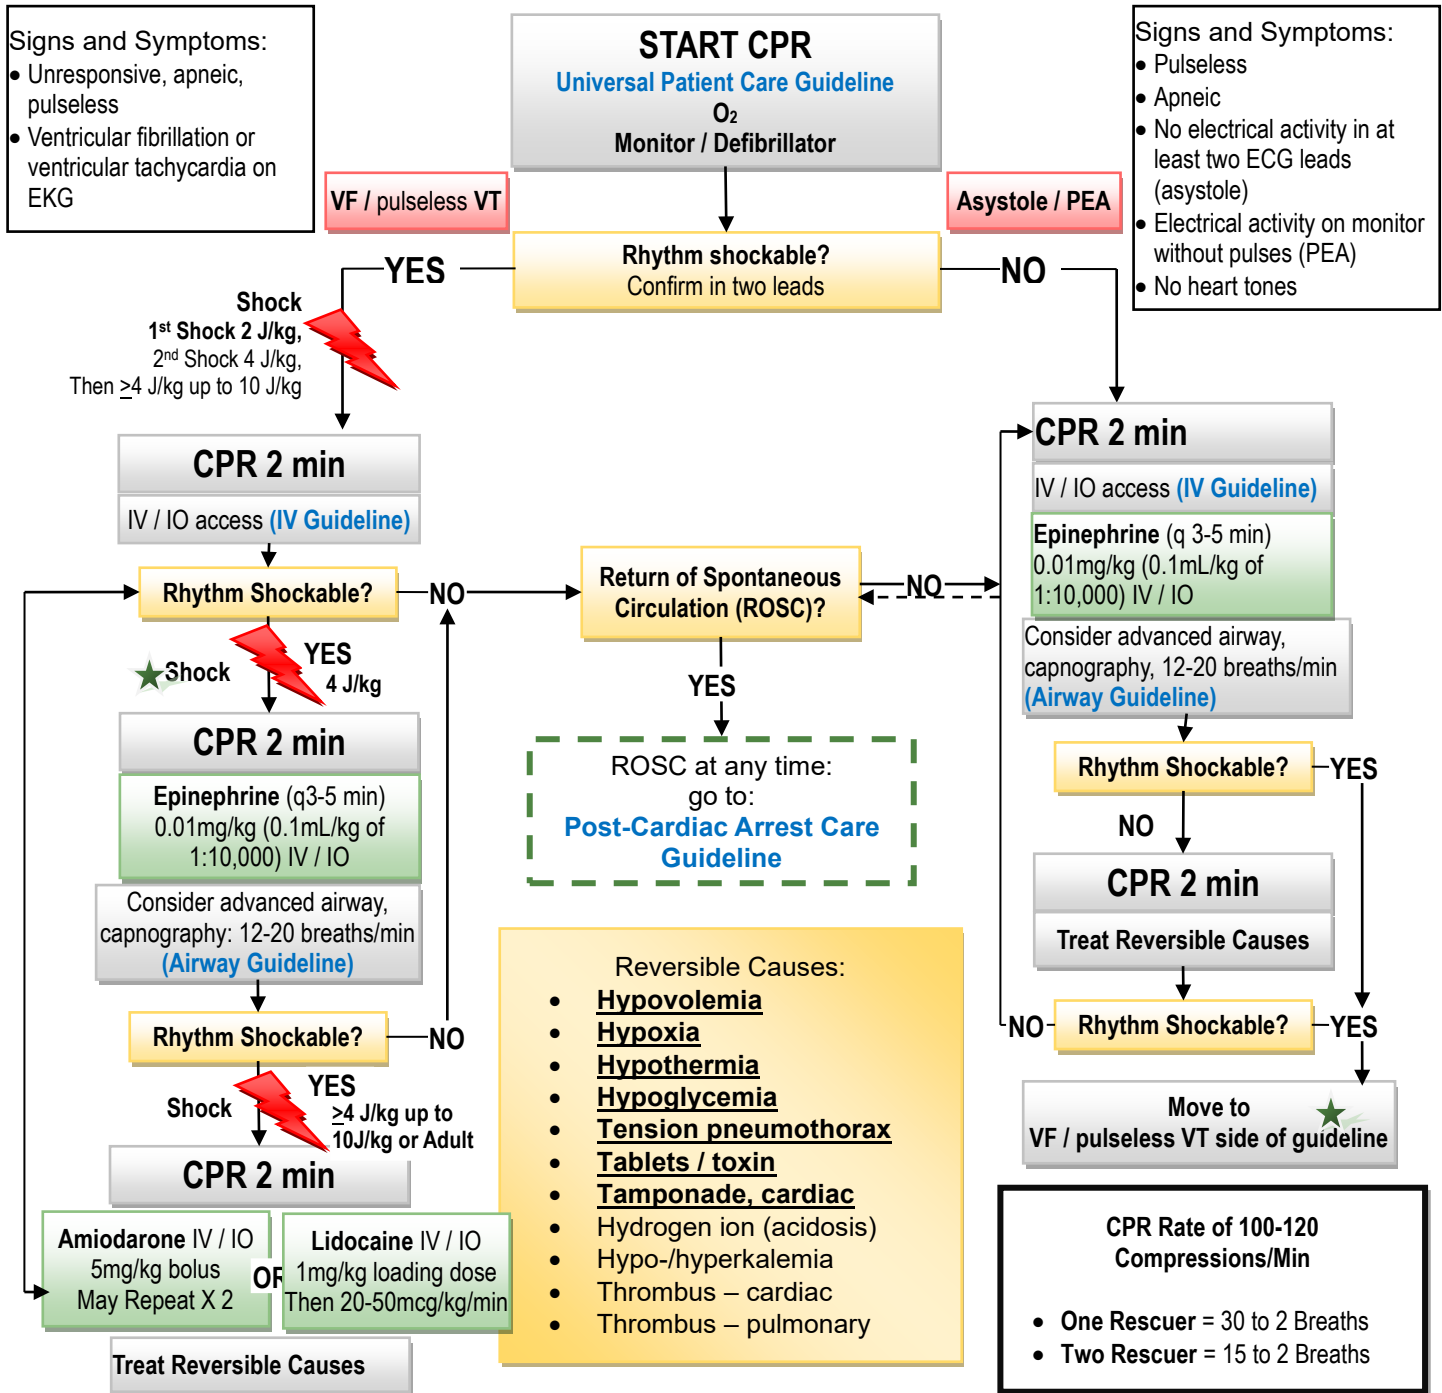 Signs and Symptoms:
• Unresponsive, apneic,
pulseless
• Ventricular fibrillation or
ventricular tachycardia on
EKG
START CPR
Universal Patient Care Guideline
O2
Monitor / Defibrillator
Signs and Symptoms:
• Pulseless
• Apneic
• No electrical activity in at
least two ECG leads
(asystole)
• Electrical activity on monitor
without pulses (PEA)
• No heart tones
VF / pulseless VT
Asystole / PEA
Rhythm shockable?
Confirm in two leads
YES
NO
Shock
1st Shock 2 J/kg,
2nd Shock 4 J/kg,
Then ≥4 J/kg up to 10 J/kg
CPR 2 min
IV / IO access (IV Guideline)
Rhythm Shockable?
NO
Shock
YES
4 J/kg
CPR 2 min
Epinephrine (q3-5 min)
0.01mg/kg (0.1mL/kg of
1:10,000) IV / IO
Consider advanced airway,
capnography: 12-20 breaths/min
(Airway Guideline)
Rhythm Shockable?
NO
Shock
YES
≥4 J/kg up to
10J/kg or Adult
CPR 2 min
Amiodarone IV / IO
5mg/kg bolus
May Repeat X 2
OR
Lidocaine IV / IO
1mg/kg loading dose
Then 20-50mcg/kg/min
Treat Reversible Causes
Return of Spontaneous
Circulation (ROSC)?
NO
YES
ROSC at any time:
go to:
Post-Cardiac Arrest Care
Guideline
Reversible Causes:
• Hypovolemia
• Hypoxia
• Hypothermia
• Hypoglycemia
• Tension pneumothorax
• Tablets / toxin
• Tamponade, cardiac
• Hydrogen ion (acidosis)
• Hypo-/hyperkalemia
• Thrombus – cardiac
• Thrombus – pulmonary
CPR 2 min
IV / IO access (IV Guideline)
Epinephrine (q 3-5 min)
0.01mg/kg (0.1mL/kg of
1:10,000) IV / IO
Consider advanced airway,
capnography, 12-20 breaths/min
(Airway Guideline)
Rhythm Shockable?
YES
NO
CPR 2 min
Treat Reversible Causes
NO
Rhythm Shockable?
YES
Move to
VF / pulseless VT side of guideline
CPR Rate of 100-120
Compressions/Min
• One Rescuer = 30 to 2 Breaths
• Two Rescuer = 15 to 2 Breaths